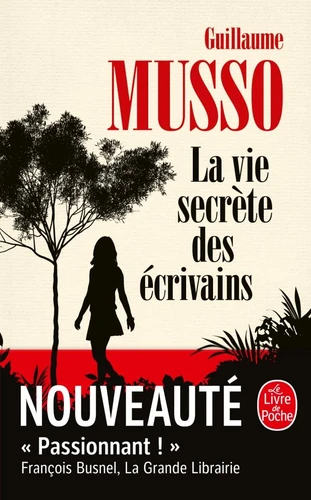 Guillaume
MUSSO
La vie
secrète
des
écrivains
NOUVEAUTÉ
Le
Livre
de
Poche
« Passionnant ! »
François Busnel, La Grande Librairie